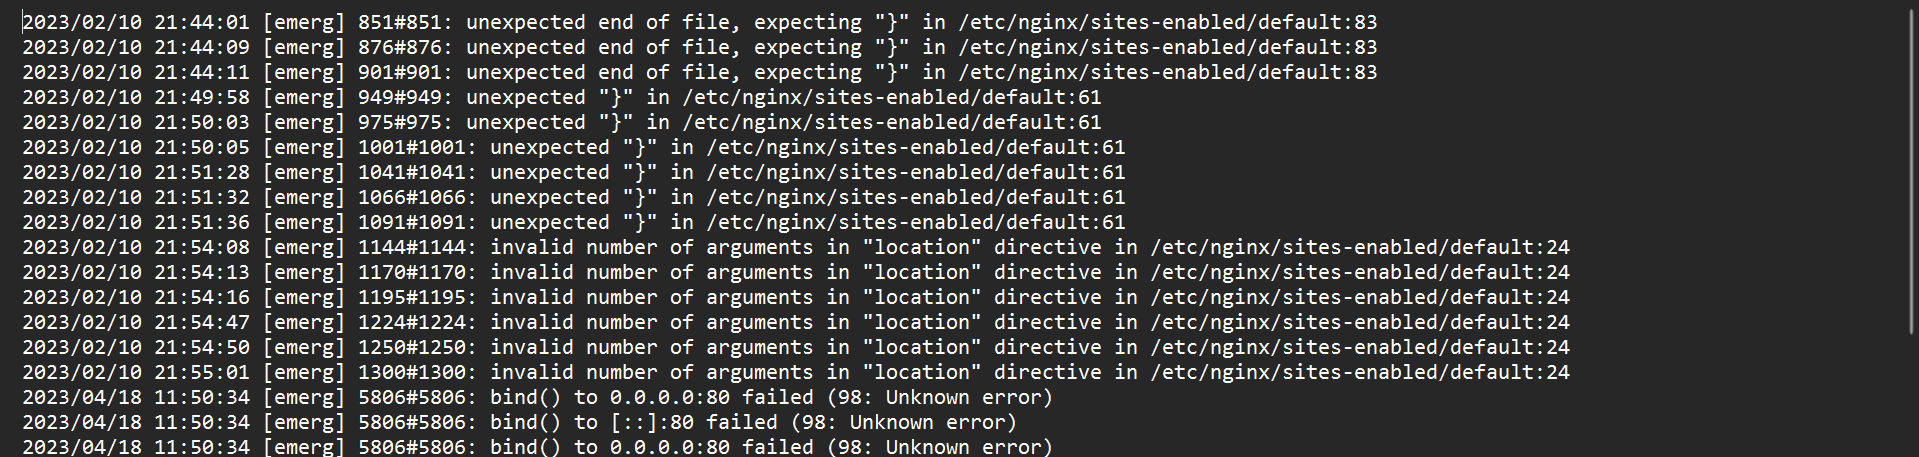 2023/02/10 21:44:01 [emerg] 851#851: unexpected end of file, expecting "}" in /etc/nginx/sites-enabled/default:83
2023/02/10 21:44:09 [emerg] 876#876: unexpected end of file, expecting "}" in /etc/nginx/sites-enabled/default:83
2023/02/10 21:44:11 [emerg] 901#901: unexpected end of file, expecting "}" in /etc/nginx/sites-enabled/default:83
2023/02/10 21:49:58 [emerg] 949#949: unexpected "}" in /etc/nginx/sites-enabled/default:61
2023/02/10 21:50:03 [emerg] 975#975: unexpected "}" in /etc/nginx/sites-enabled/default:61
2023/02/10 21:50:05 [emerg] 1001#1001: unexpected "}" in /etc/nginx/sites-enabled/default:61
2023/02/10 21:51:28 [emerg] 1041#1041: unexpected "}" in /etc/nginx/sites-enabled/default:61
2023/02/10 21:51:32 [emerg] 1066#1066: unexpected "}" in /etc/nginx/sites-enabled/default:61
2023/02/10 21:51:36 [emerg] 1091#1091: unexpected "}" in /etc/nginx/sites-enabled/default:61
2023/02/10 21:54:08 [emerg] 1144#1144: invalid number of arguments in "location" directive in /etc/nginx/sites-enabled/default:24
2023/02/10 21:54:13 [emerg] 1170#1170: invalid number of arguments in "location" directive in /etc/nginx/sites-enabled/default:24
2023/02/10 21:54:16 [emerg] 1195#1195: invalid number of arguments in "location" directive in /etc/nginx/sites-enabled/default:24
2023/02/10 21:54:47 [emerg] 1224#1224: invalid number of arguments in "location" directive in /etc/nginx/sites-enabled/default:24
2023/02/10 21:54:50 [emerg] 1250#1250: invalid number of arguments in "location" directive in /etc/nginx/sites-enabled/default:24
2023/02/10 21:55:01 [emerg] 1300#1300: invalid number of arguments in "location" directive in /etc/nginx/sites-enabled/default:24
2023/04/18 11:50:34 [emerg] 5806#5806: bind() to 0.0.0.0:80 failed (98: Unknown error)
2023/04/18 11:50:34 [emerg] 5806#5806: bind() to [::]:80 failed (98: Unknown error)
2023/04/18 11:50:34 [emerg] 5806#5806: bind() to 0.0.0.0:80 failed (98: Unknown error)